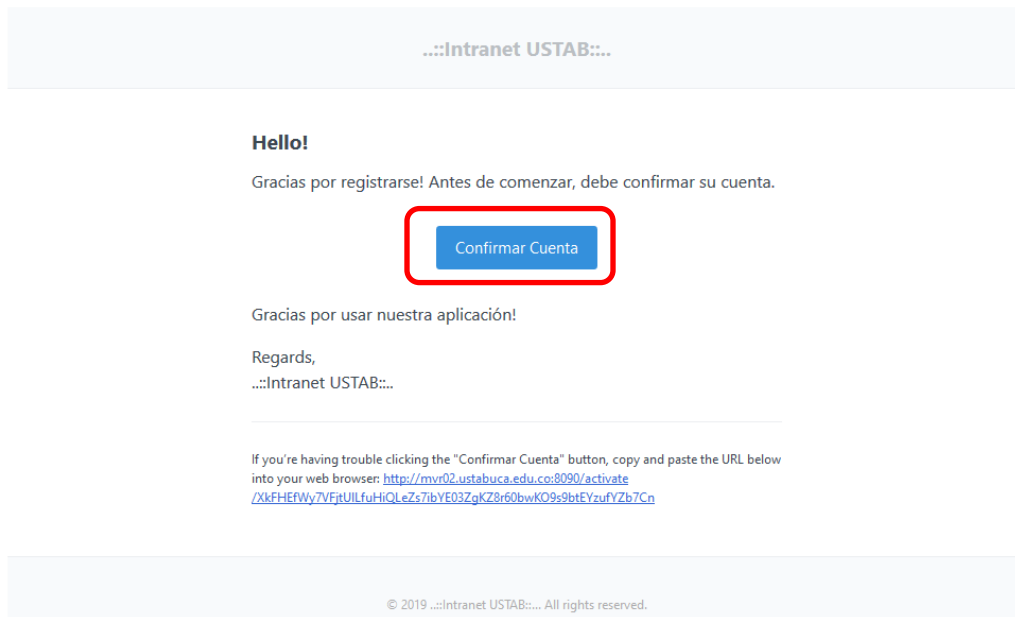 ..::Intranet USTAB::..
Hello!
Gracias por registrarse! Antes de comenzar, debe confirmar su cuenta.
Confirmar Cuenta
Gracias por usar nuestra aplicación!
Regards,
..::Intranet USTAB::..
If you're having trouble clicking the "Confirmar Cuenta" button, copy and paste the URL below
into your web browser: http://mvr02.ustabuca.edu.co:8090/activate
/XkFHEfWy7VFjtUILfuHiQLeZs7ibYE03ZgKZ8r60bwKO9s9btEYzufYZb7Cn
© 2019 ..::Intranet USTAB::... All rights reserved.